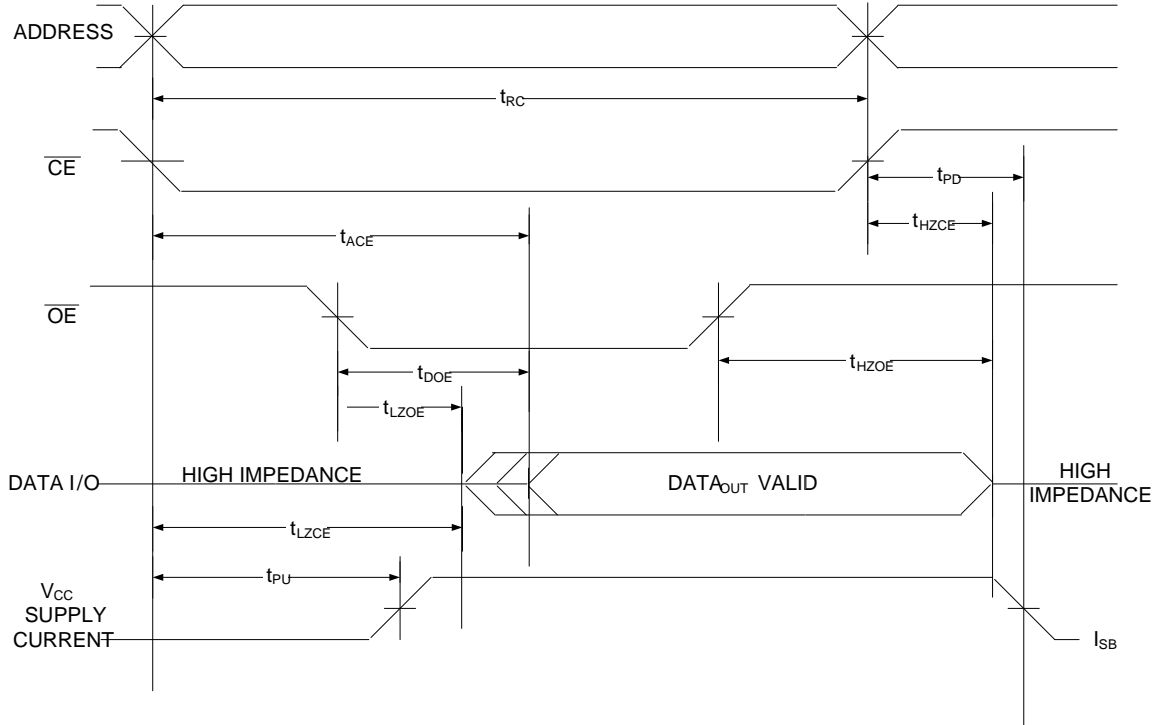 ADDRESS
tRC
CE
tPD
tHZCE
tACE
OE
tHZOE
tDOE
tLZOE
DATA I/O
HIGH IMPEDANCE
DATAOUT VALID
HIGH
IMPEDANCE
tLZCE
tPU
VCC
SUPPLY
CURRENT
ISB